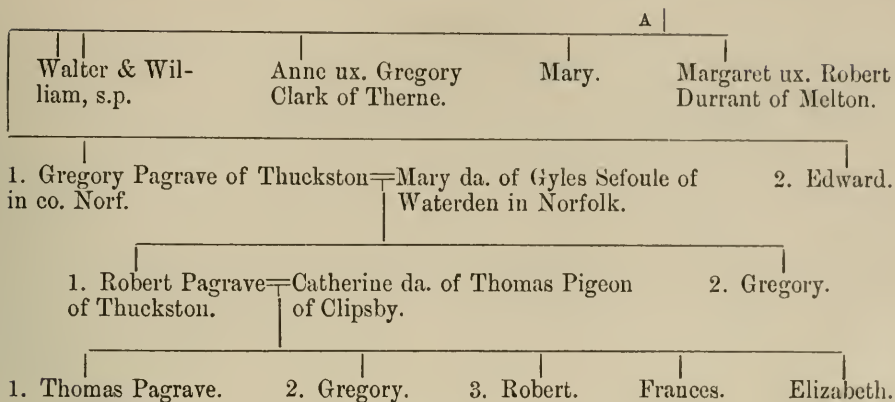 A
Walter & Wil-
liam, s.p.
Anne ux. Gregory
Clark of Therne.
Mary.
Margaret ux. Robert
Durrant of Melton.
1. Gregory Pagrave of Thuckston
in co. Norf.
Mary da. of Gyles Sefoule of
Waterden in Norfolk.
2. Edward.
1. Robert Pagrave
of Thuckston.
Catherine da. of Thomas Pigeon
of Clipsby.
2. Gregory.
1. Thomas Pagrave.
2. Gregory.
3. Robert.
Frances.
Elizabeth.